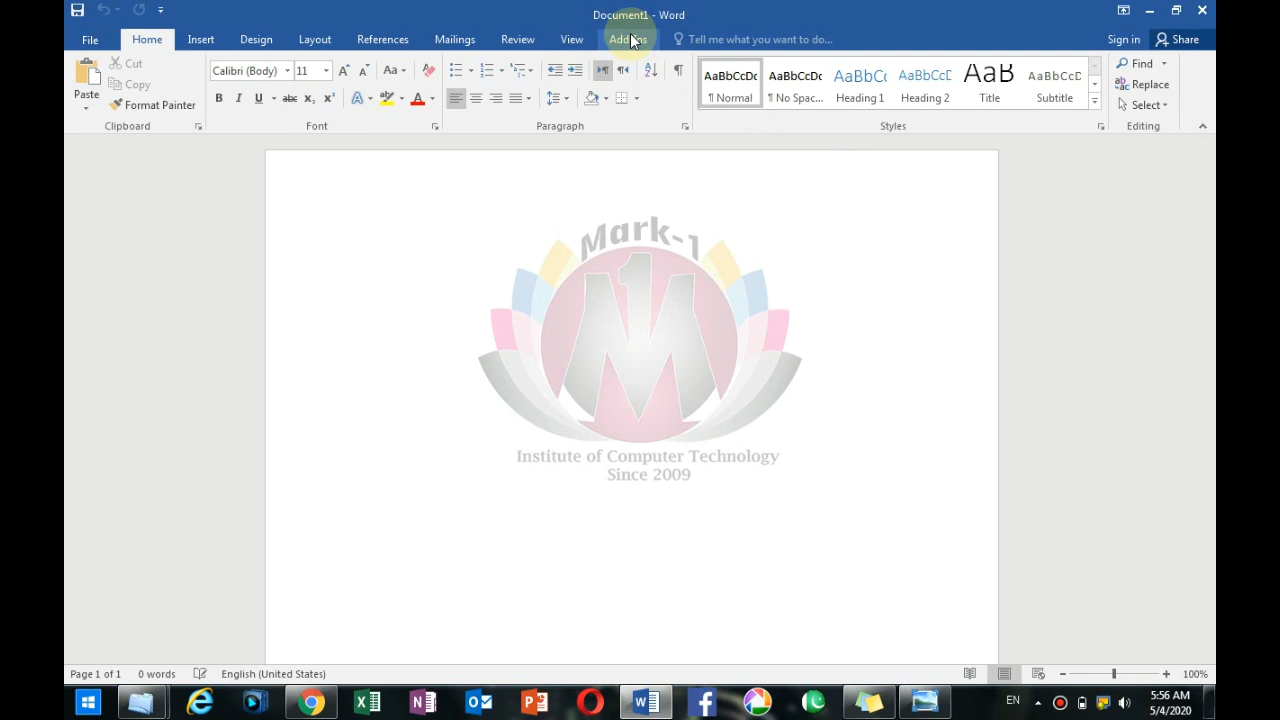 Document1 - Word
File Home Insert Design Layout References Mailings Review View Add-ins Tell me what you want to do... Sign in Share
Paste
Cut
Copy
Format Painter
Clipboard
Calibri (Body) 11
Font
Paragraph
AaBbCcDc AaBbCcDc AaBbCc AaBbCcD AaB AaBbCcD
¶ Normal ¶ No Spac... Heading 1 Heading 2 Title Subtitle
Styles
Find
Replace
Select
Editing
Mark-1
1
M
Institute of Computer Technology
Since 2009
Page 1 of 1 0 words English (United States) 100%
EN
5:56 AM
5/4/2020